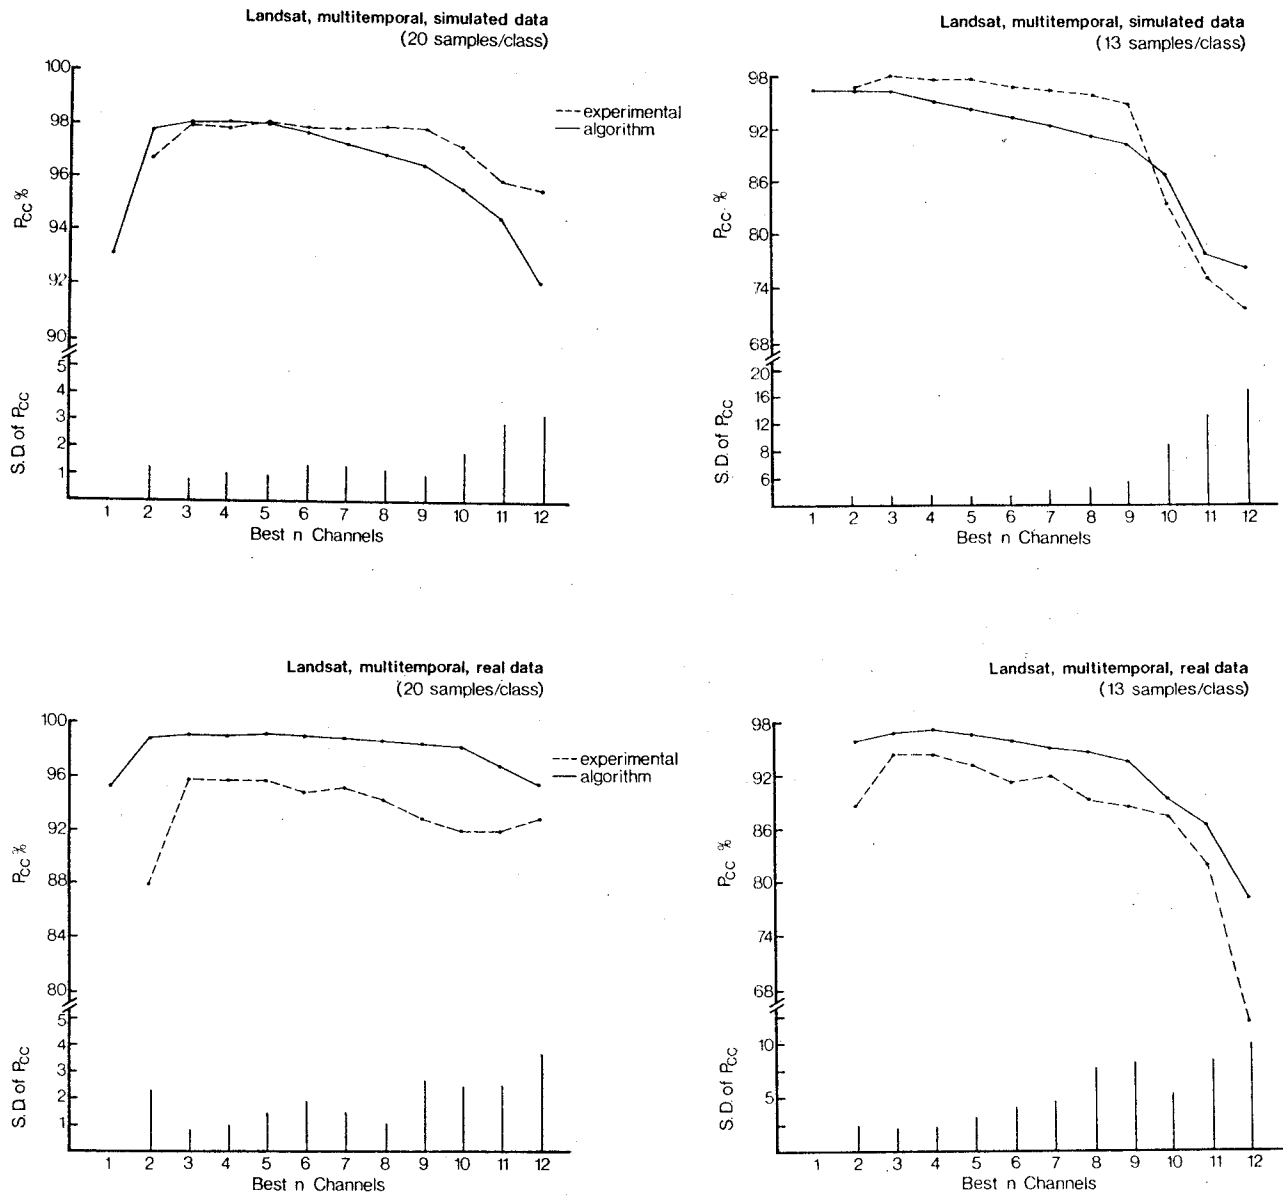 Landsat, multitemporal, simulated data
(20 samples/class)
100
98
96
94
92
90
PCC %
5
4
3
2
1
S.D. of PCC
1 2 3 4 5 6 7 8 9 10 11 12
Best n Channels
experimental
algorithm
Landsat, multitemporal, simulated data
(13 samples/class)
98
92
86
80
74
68
PCC %
20
16
12
8
6
S.D. of PCC
1 2 3 4 5 6 7 8 9 10 11 12
Best n Channels
Landsat, multitemporal, real data
(20 samples/class)
100
96
92
88
84
80
PCC %
5
4
3
2
1
S.D. of PCC
1 2 3 4 5 6 7 8 9 10 11 12
Best n Channels
experimental
algorithm
Landsat, multitemporal, real data
(13 samples/class)
98
92
86
80
74
68
PCC %
10
5
S.D. of PCC
1 2 3 4 5 6 7 8 9 10 11 12
Best n Channels